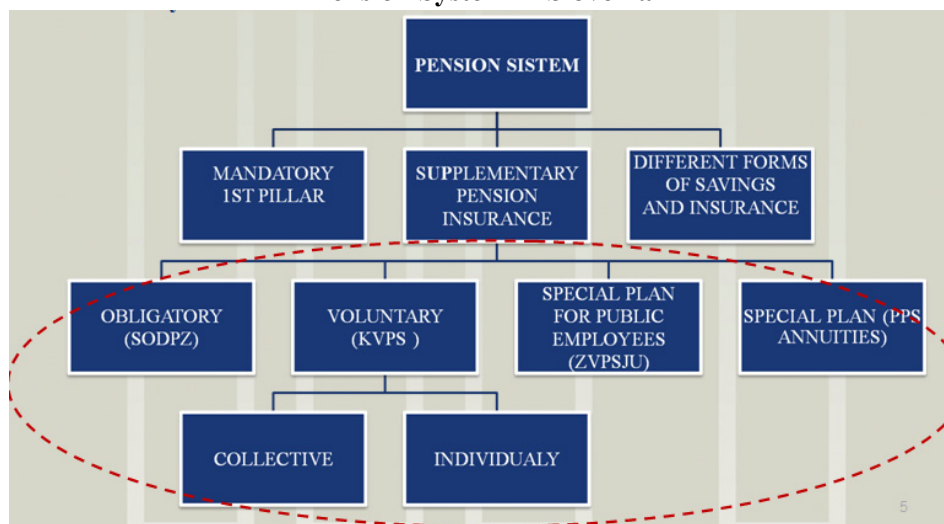 PENSION SISTEM
MANDATORY
1ST PILLAR
SUPPLEMENTARY
PENSION
INSURANCE
DIFFERENT FORMS
OF SAVINGS
AND INSURANCE
OBLIGATORY
(SODPZ)
VOLUNTARY
(KVPS )
SPECIAL PLAN
FOR PUBLIC
EMPLOYEES
(ZVPSJU)
SPECIAL PLAN (PPS
ANNUITIES)
COLLECTIVE
INDIVIDUALY
5